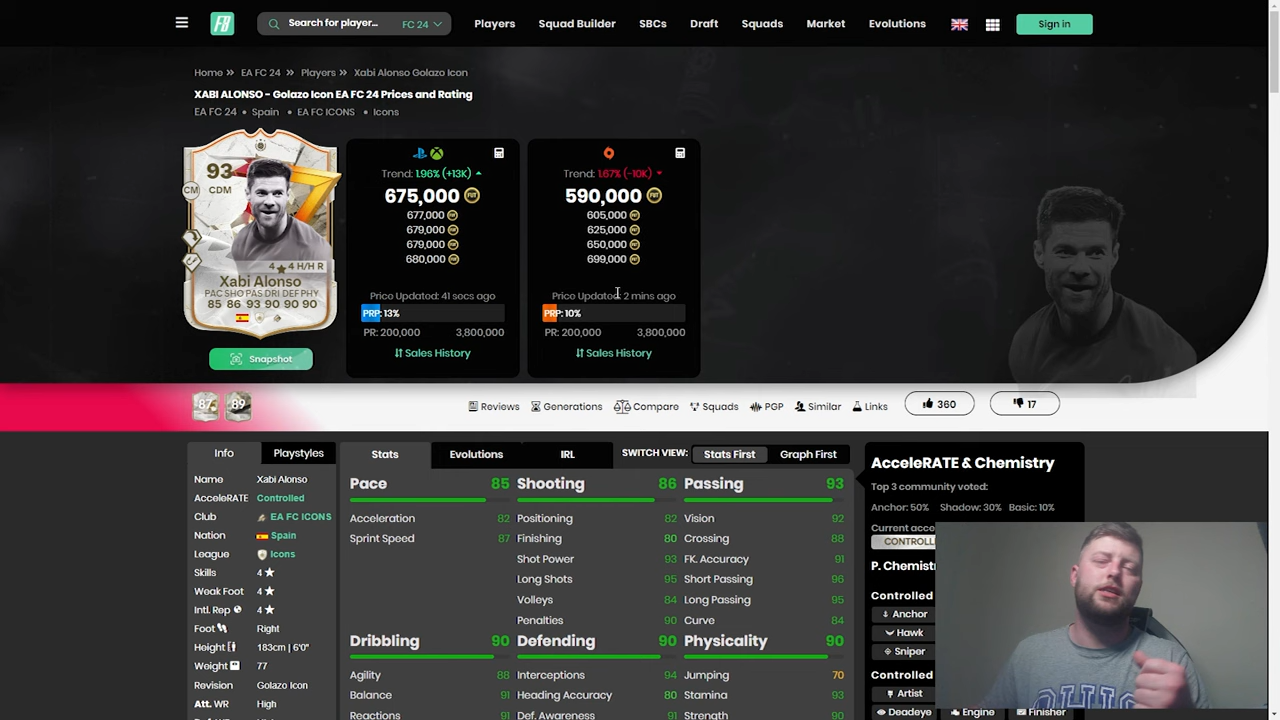 FB Search for player... FC 24 Players Squad Builder SBCs Draft Squads Market Evolutions Sign in
Home » EA FC 24 » Players » Xabi Alonso Golazo Icon
XABI ALONSO - Golazo Icon EA FC 24 Prices and Rating
EA FC 24 • Spain • EA FC ICONS • Icons
93
CM CDM
4 ★ 4 H/H R
Xabi Alonso
PAC SHO PAS DRI DEF PHY
85 86 93 90 90 90
Snapshot
Trend: 1.96% (+13K)
675,000
677,000
679,000
679,000
680,000
Price Updated: 41 secs ago
PRP: 13%
PR: 200,000 3,800,000
Sales History
Trend: 1.67% (-10K)
590,000
605,000
625,000
650,000
699,000
Price Updated: 2 mins ago
PRP: 10%
PR: 200,000 3,800,000
Sales History
87 89 Reviews Generations Compare Squads PGP Similar Links 360 17
Info Playstyles
Name Xabi Alonso
AcceleRATE Controlled
Club EA FC ICONS
Nation Spain
League Icons
Skills 4 ★
Weak Foot 4 ★
Intl. Rep 4 ★
Foot Right
Height 183cm | 6'0"
Weight 77
Revision Golazo Icon
Att. WR High
Stats Evolutions IRL SWITCH VIEW: Stats First Graph First
Pace 85
Acceleration 82
Sprint Speed 87
Shooting 86
Positioning 82
Finishing 80
Shot Power 93
Long Shots 95
Volleys 84
Penalties 90
Passing 93
Vision 92
Crossing 88
FK. Accuracy 91
Short Passing 96
Long Passing 95
Curve 84
Dribbling 90
Agility 88
Balance 91
Reactions 91
Defending 90
Interceptions 94
Heading Accuracy 80
Def. Awareness 91
Physicality 90
Jumping 70
Stamina 93
Strength 90
AcceleRATE & Chemistry
Top 3 community voted:
Anchor: 50% Shadow: 30% Basic: 10%
Current acce
CONTROLL
P. Chemist
Controlled
Anchor
Hawk
Sniper
Controlled
Artist
Deadeye Engine Finisher